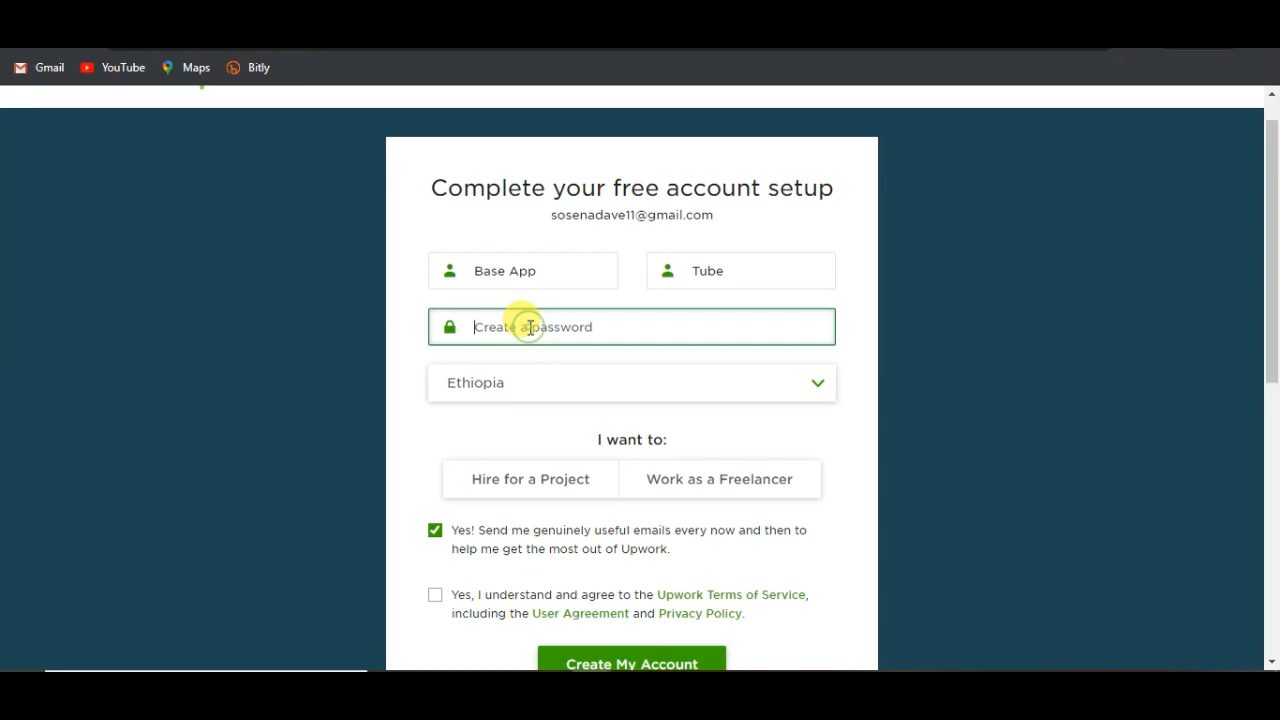 Gmail YouTube Maps Bitly
Complete your free account setup
sosenadave11@gmail.com
Base App Tube
Create a password
Ethiopia
I want to:
Hire for a Project Work as a Freelancer
Yes! Send me genuinely useful emails every now and then to
help me get the most out of Upwork.
Yes, I understand and agree to the Upwork Terms of Service,
including the User Agreement and Privacy Policy.
Create My Account